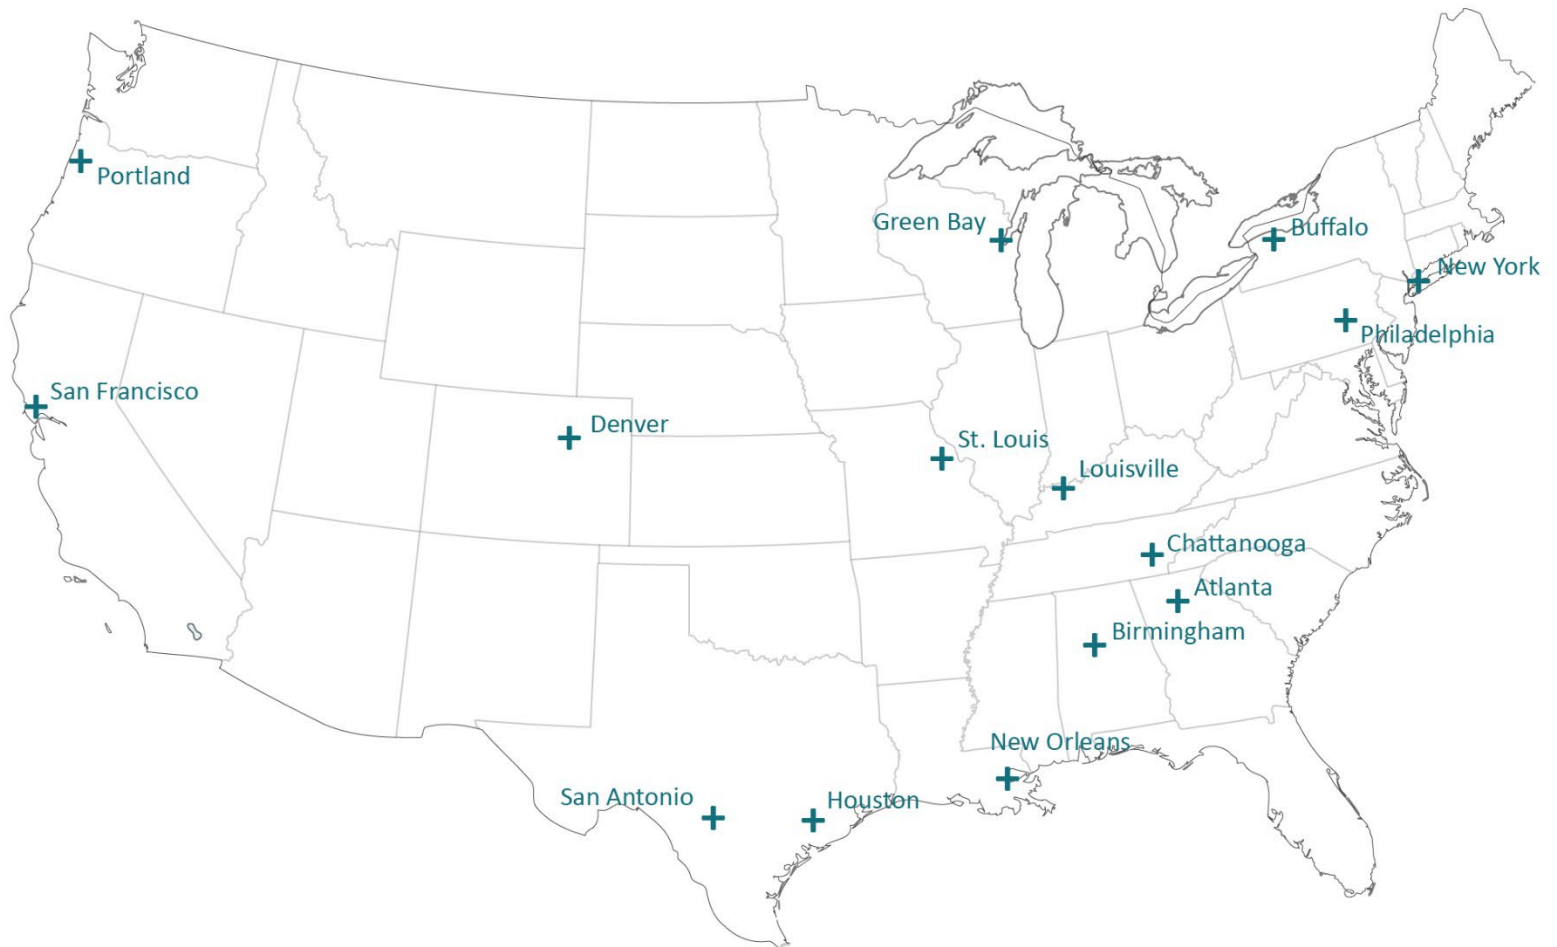 Portland
Green Bay
Buffalo
New York
Philadelphia
San Francisco
Denver
St. Louis
Louisville
Chattanooga
Atlanta
Birmingham
New Orleans
San Antonio
Houston